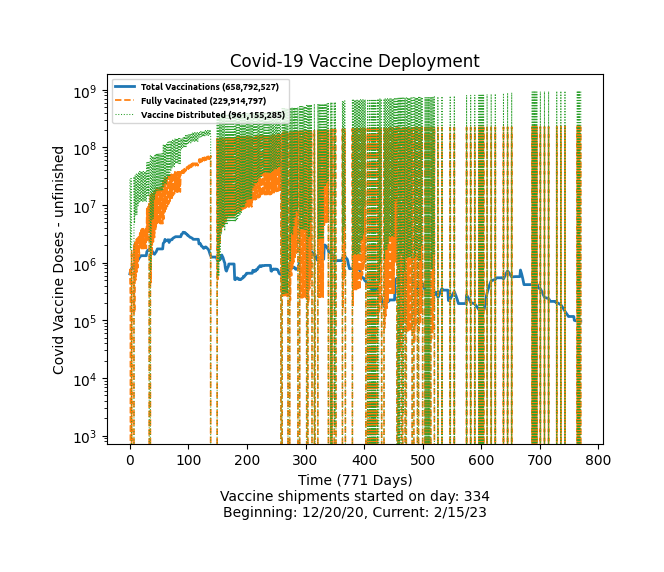 Covid-19 Vaccine Deployment
Total Vaccinations (658,792,527)
Fully Vacinated (229,914,797)
Vaccine Distributed (961,155,285)
Covid Vaccine Doses - unfinished
10^9
10^8
10^7
10^6
10^5
10^4
10^3
0 100 200 300 400 500 600 700 800
Time (771 Days)
Vaccine shipments started on day: 334
Beginning: 12/20/20, Current: 2/15/23